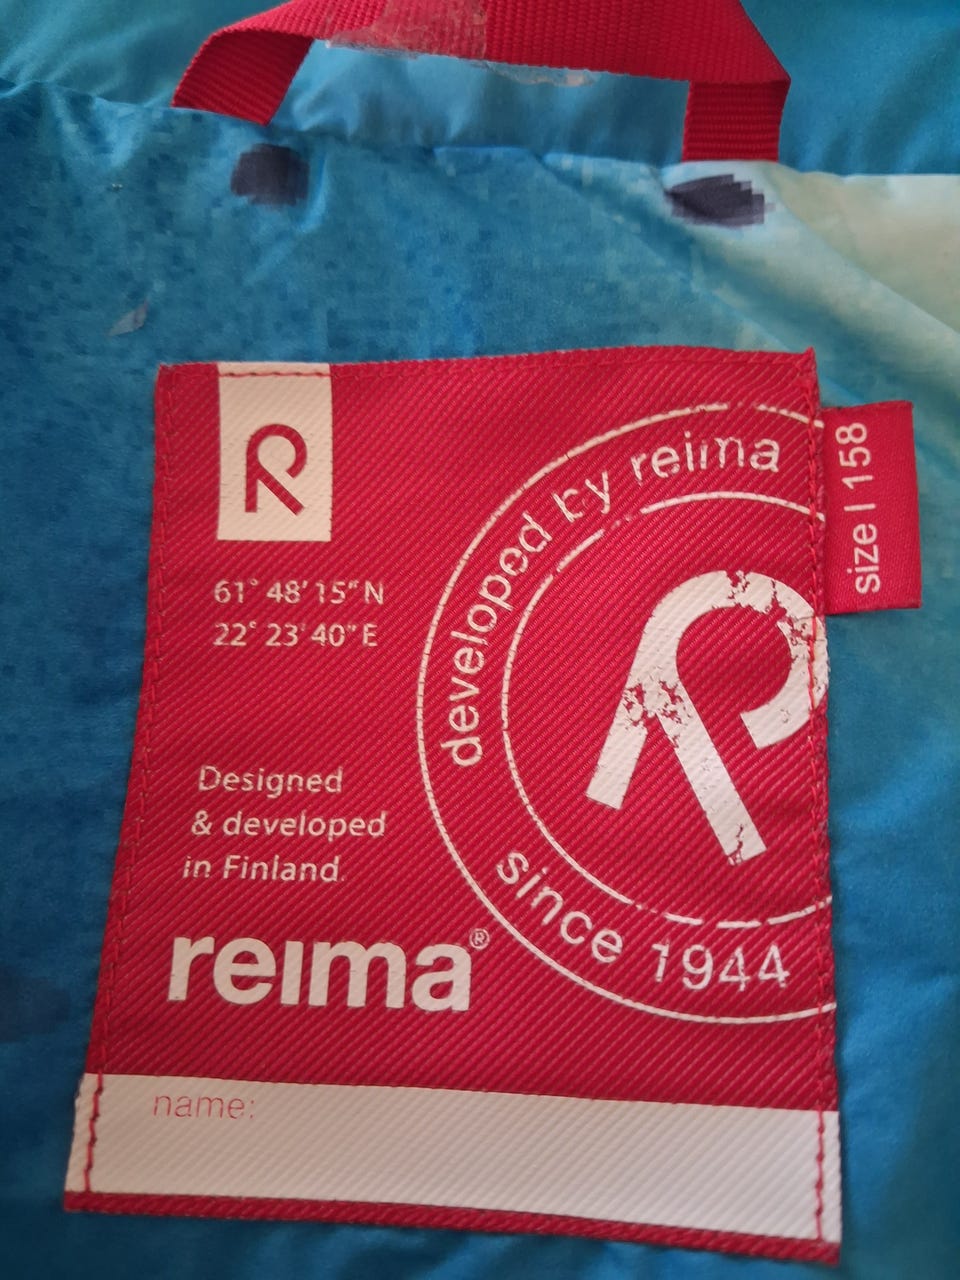 61° 48' 15" N
22° 23' 40" E
developed by reima
since 1944
size | 158
Designed
& developed
in Finland.
reima®
name: